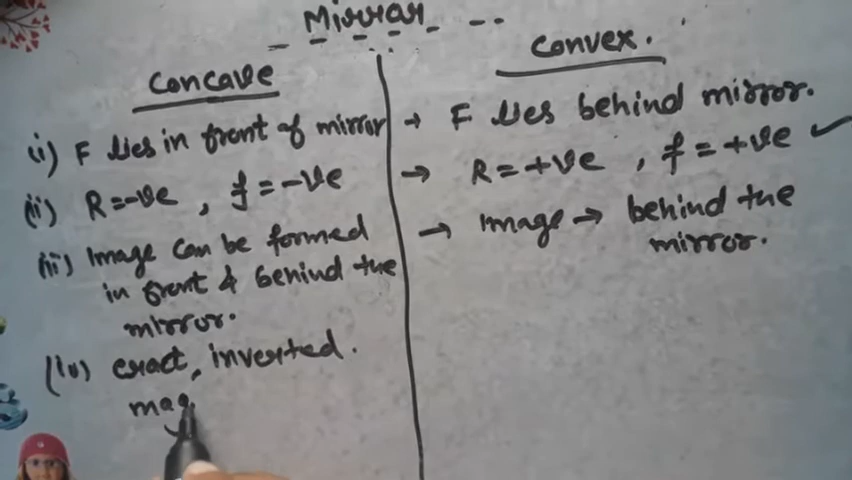 Mirror
Concave
(i) F lies in front of mirror
(ii) R=-ve, f=-ve
(iii) Image can be formed
in front & behind the
mirror.
(iv) erect, inverted.
mag
Convex.
→ F lies behind mirror.
→ R=+ve, f=+ve ✓
→ Image → behind the
mirror.